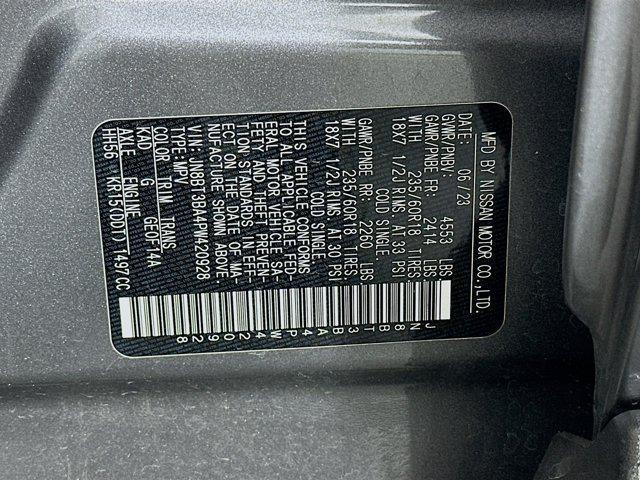 MFD BY NISSAN MOTOR CO.,LTD.
DATE: 06/23
GVWR/PNBV: 4553 LBS
GAWR/PNBE FR: 2414 LBS
WITH 235/60R18 TIRES,
18X7 1/2J RIMS, AT 33 PSI
COLD SINGLE.
GAWR/PNBE RR: 2260 LBS
WITH 235/60R18 TIRES,
18X7 1/2J RIMS, AT 30 PSI
COLD SINGLE.
THIS VEHICLE CONFORMS
TO ALL APPLICABLE FED-
ERAL MOTOR VEHICLE SA-
FETY AND THEFT PREVEN-
TION STANDARDS IN EFF-
ECT ON THE DATE OF MA-
NUFACTURE SHOWN ABOVE.
VIN: JN8BT3BA4PW420928
TYPE:MPV
COLOR TRIM TRANS
KAD G GE0F14A
AXLE ENGINE
HH56 KR15(DDT) 1497CC
JN8BT3BA4PW420928